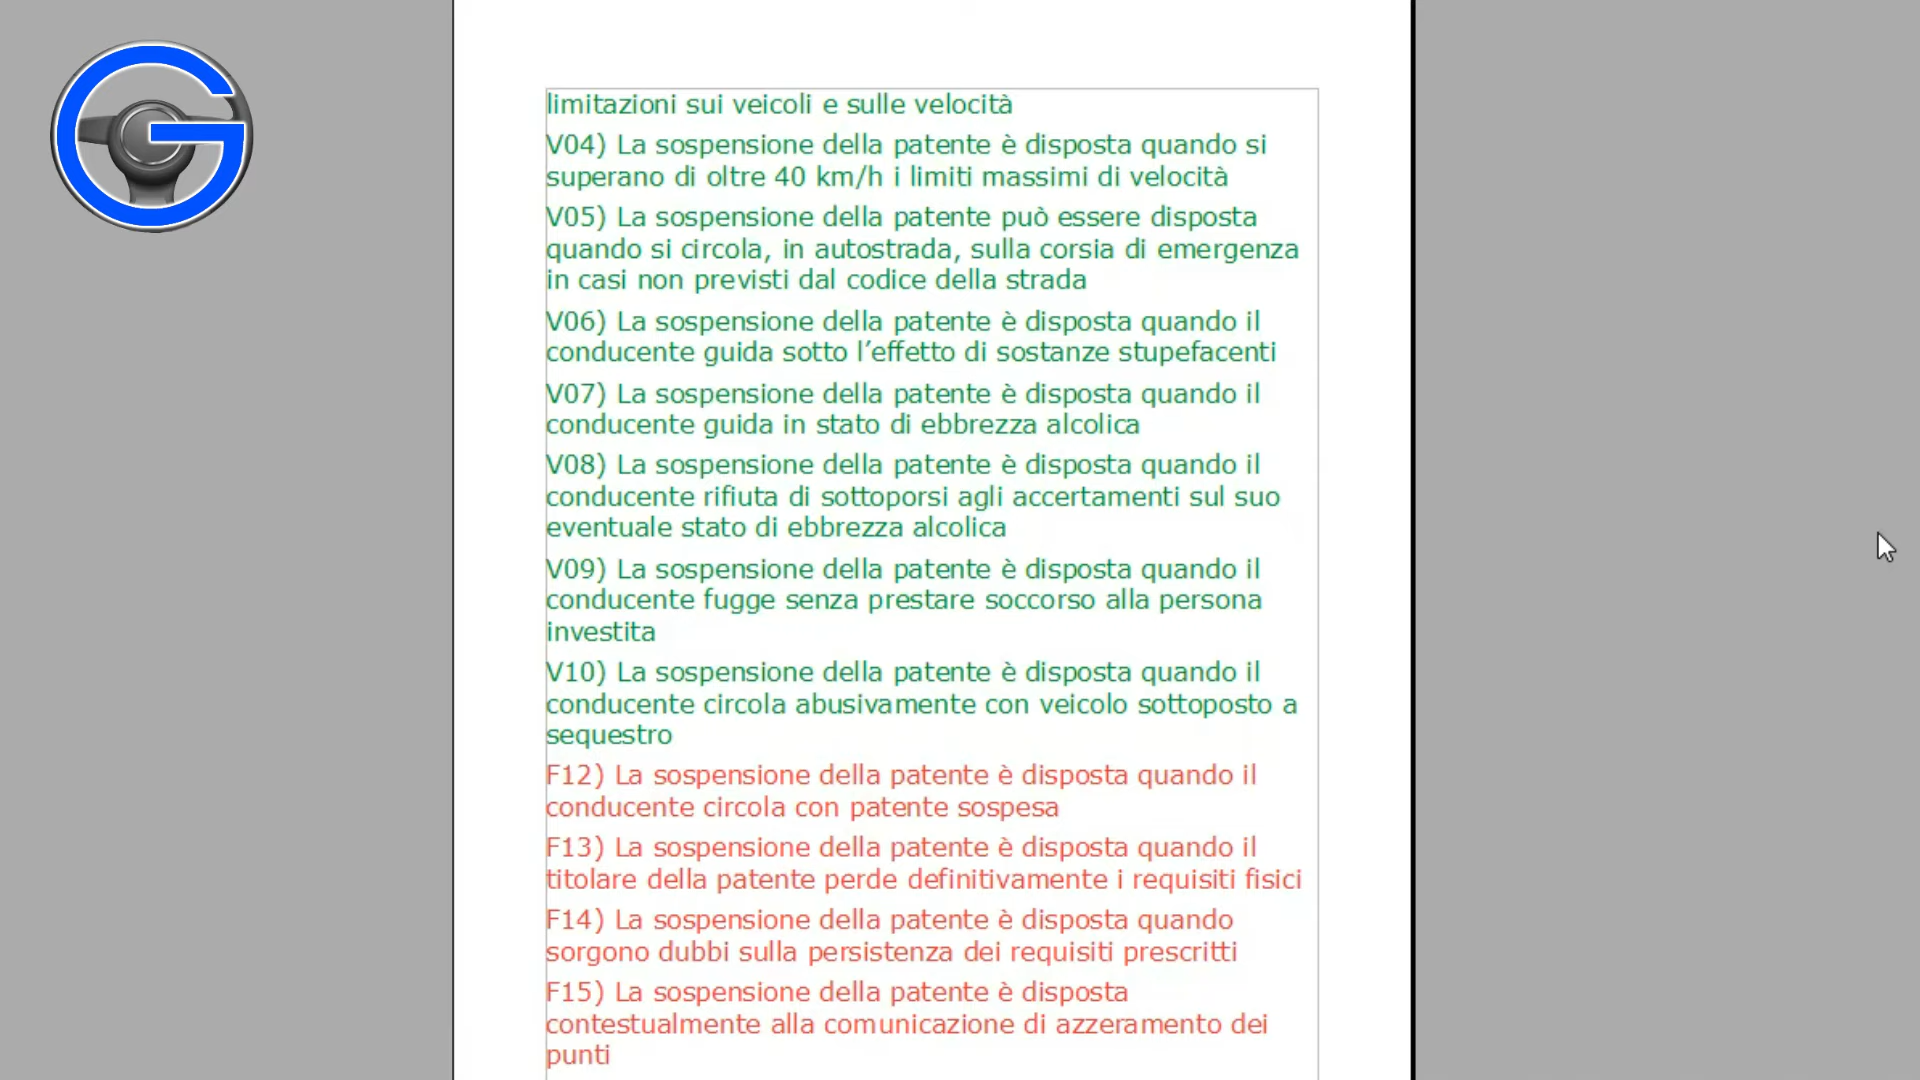 limitazioni sui veicoli e sulle velocità
V04) La sospensione della patente è disposta quando si
superano di oltre 40 km/h i limiti massimi di velocità
V05) La sospensione della patente può essere disposta
quando si circola, in autostrada, sulla corsia di emergenza
in casi non previsti dal codice della strada
V06) La sospensione della patente è disposta quando il
conducente guida sotto l’effetto di sostanze stupefacenti
V07) La sospensione della patente è disposta quando il
conducente guida in stato di ebbrezza alcolica
V08) La sospensione della patente è disposta quando il
conducente rifiuta di sottoporsi agli accertamenti sul suo
eventuale stato di ebbrezza alcolica
V09) La sospensione della patente è disposta quando il
conducente fugge senza prestare soccorso alla persona
investita
V10) La sospensione della patente è disposta quando il
conducente circola abusivamente con veicolo sottoposto a
sequestro
F12) La sospensione della patente è disposta quando il
conducente circola con patente sospesa
F13) La sospensione della patente è disposta quando il
titolare della patente perde definitivamente i requisiti fisici
F14) La sospensione della patente è disposta quando
sorgono dubbi sulla persistenza dei requisiti prescritti
F15) La sospensione della patente è disposta
contestualmente alla comunicazione di azzeramento dei
punti